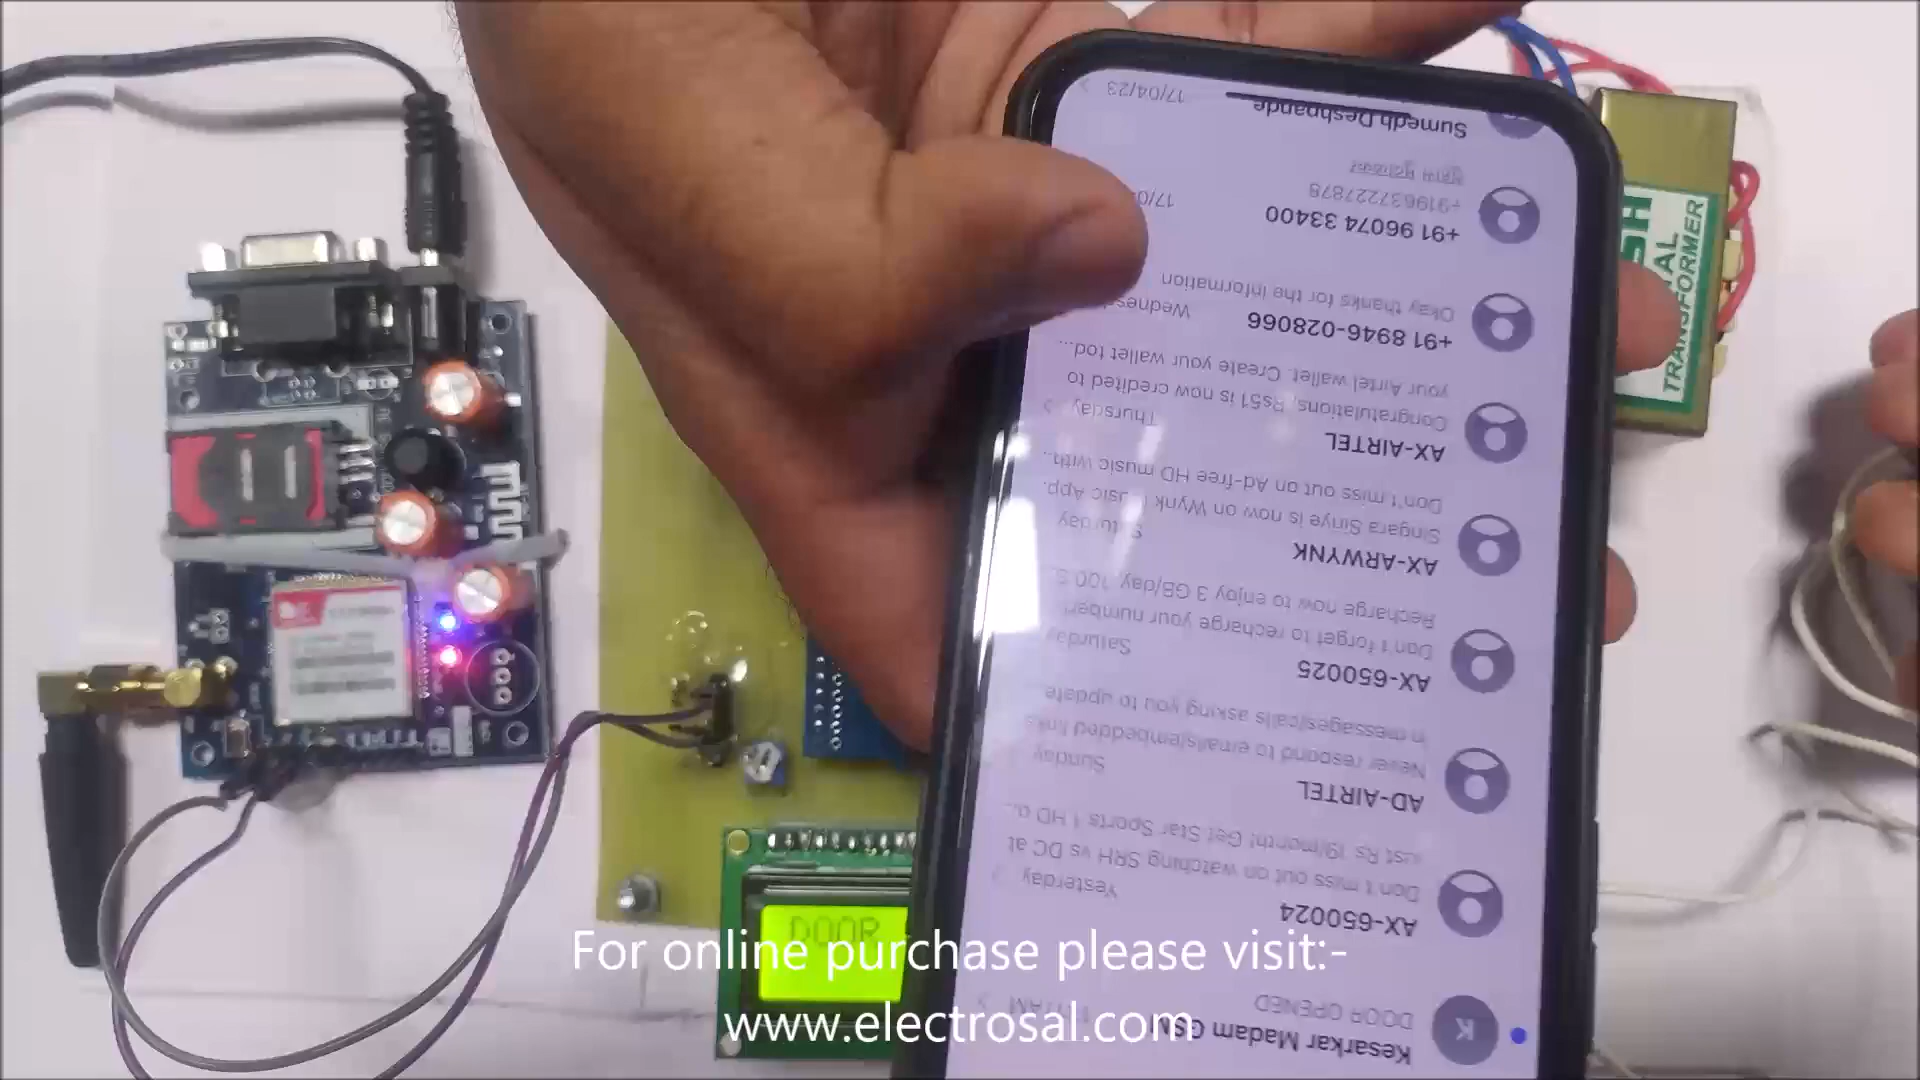 Kesarkar Madam GSM
DOOR OPENED
K
AX-650024
Yesterday
Don't miss out on watching SRH vs DC at
just Rs 19/month! Get Star Sports 1 HD
AD-AIRTEL
Sunday
Never respond to emails/embedded links
in messages/calls asking you to update
AX-650025
Saturday
Don't forget to recharge your number!
Recharge now to enjoy 3 GB/day, 100
AX-ARWYNK
Saturday
Singara Siriye is now on Wynk Music App.
Don't miss out on Ad-free HD music with..
AX-AIRTEL
Thursday
Congratulations, Rs51 is now credited to
your Airtel wallet. Create your wallet tod...
+91 8946-028066
Okay thanks for the information
+91 96074 33400
+919637227878
Sumedh Deshpande
17/04/23
TRANSFORMER
DOOR
For online purchase please visit:-
www.electrosal.com